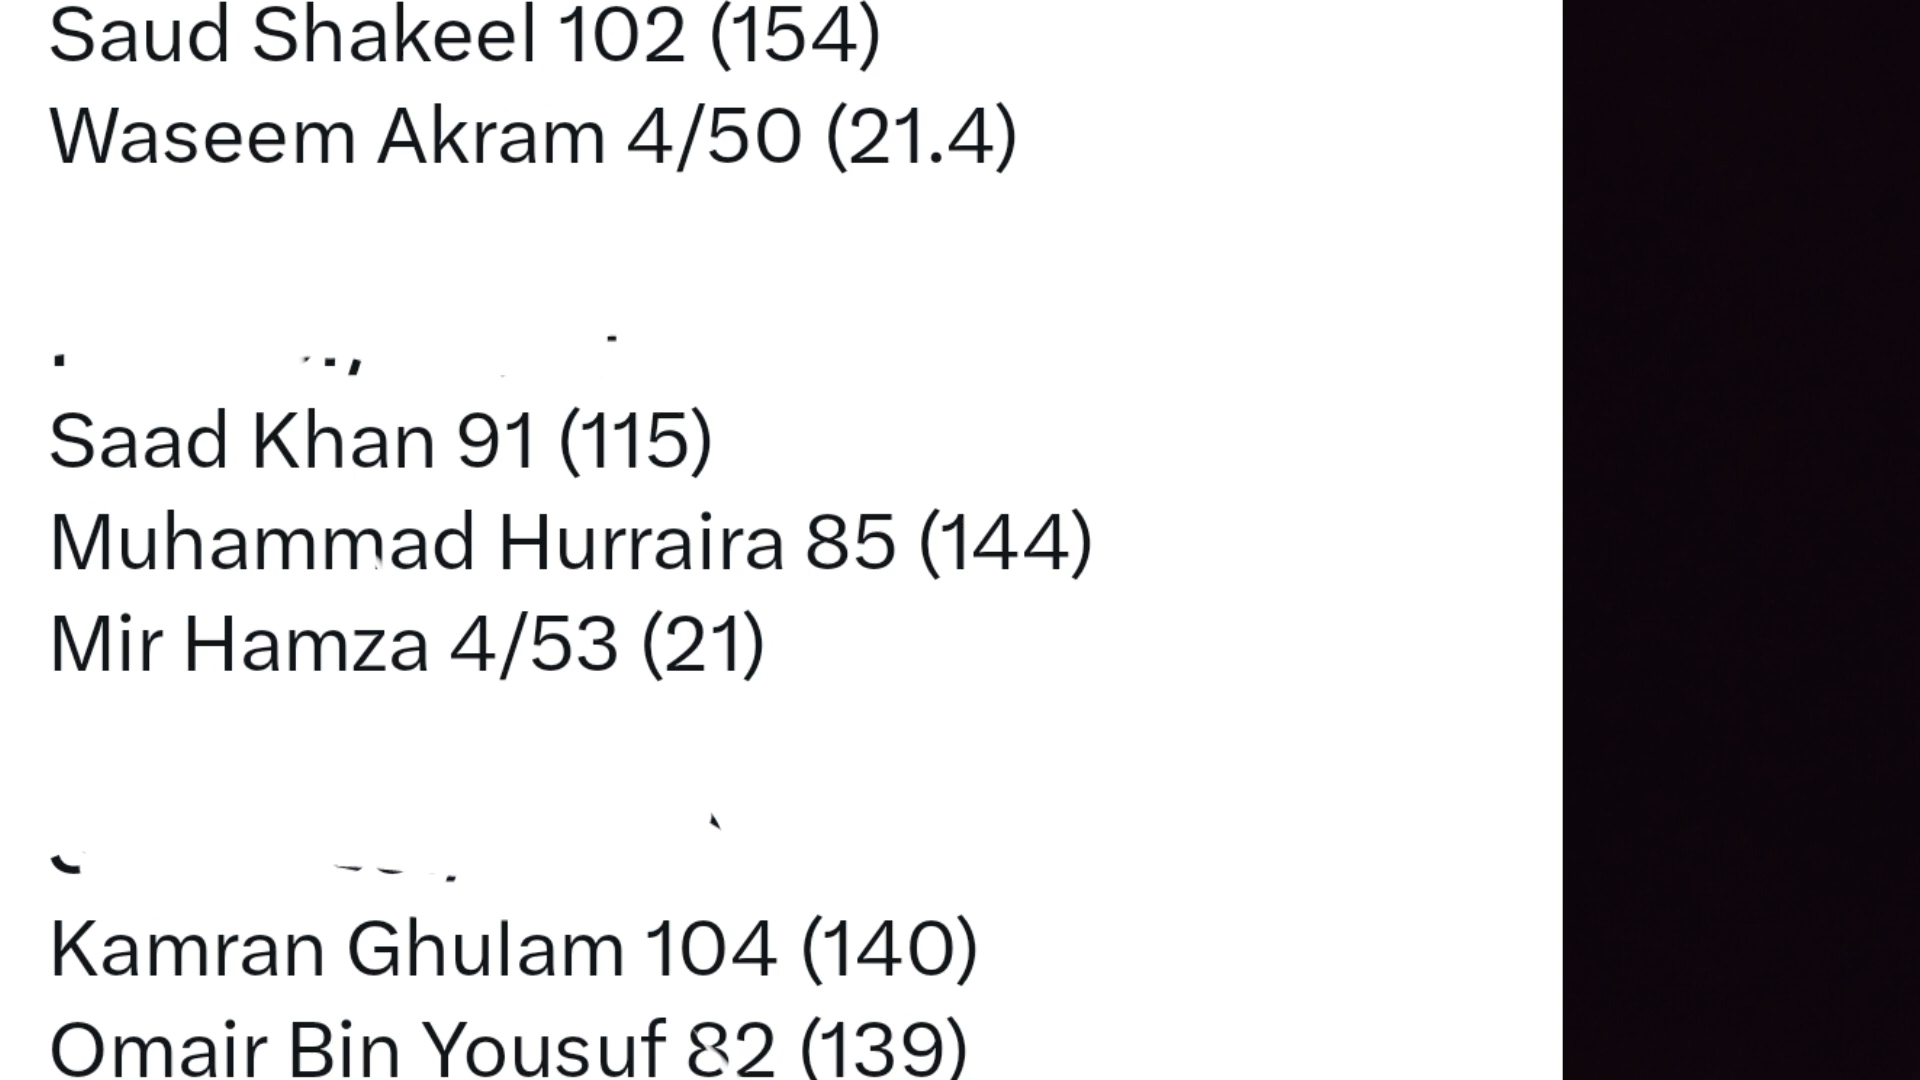 Saud Shakeel 102 (154)
Waseem Akram 4/50 (21.4)
Saad Khan 91 (115)
Muhammad Hurraira 85 (144)
Mir Hamza 4/53 (21)
Kamran Ghulam 104 (140)
Omair Bin Yousuf 82 (139)